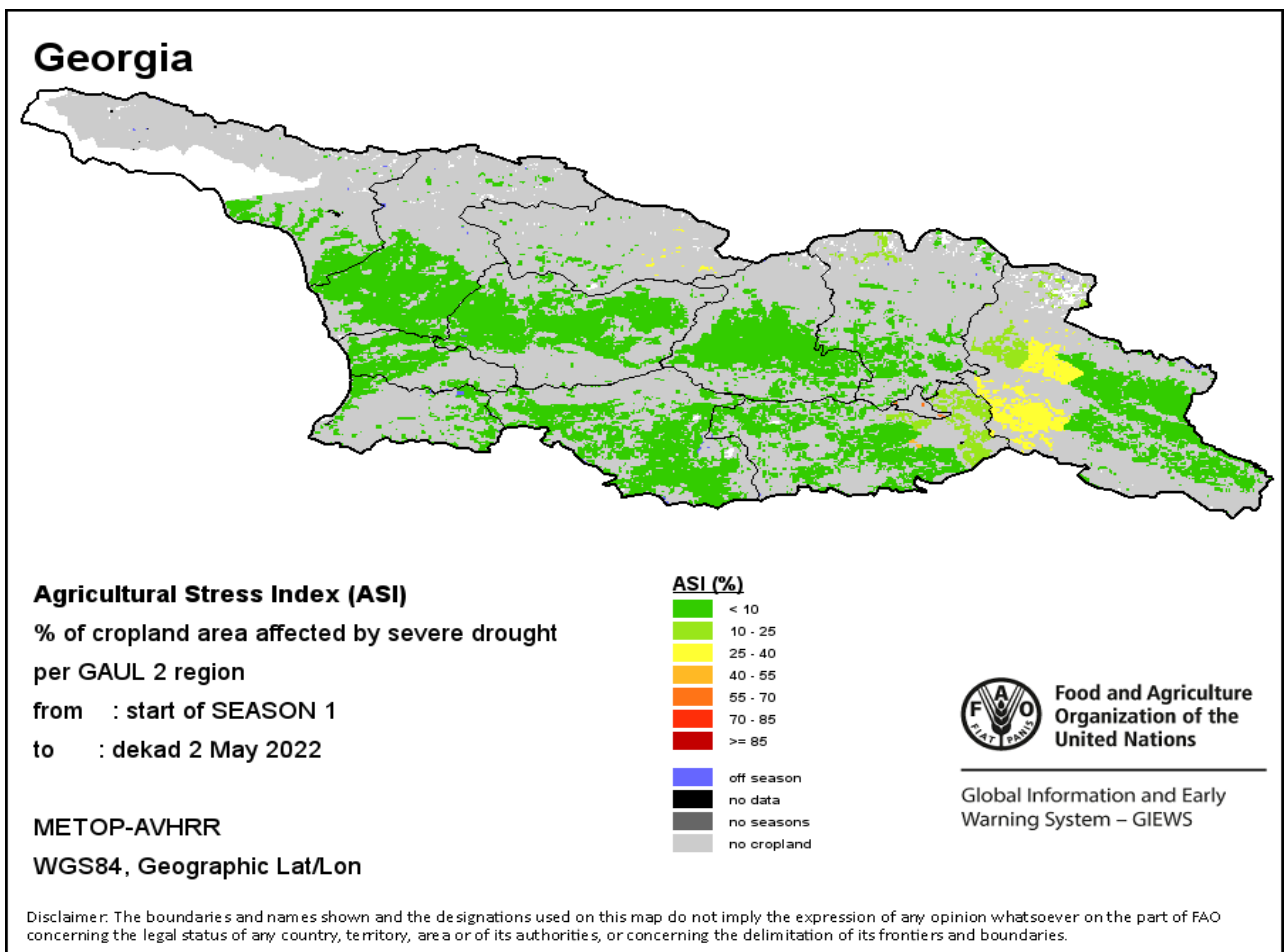 Georgia
Agricultural Stress Index (ASI)
% of cropland area affected by severe drought
per GAUL 2 region
from : start of SEASON 1
to : dekad 2 May 2022
METOP-AVHRR
WGS84, Geographic Lat/Lon
ASI (%)
< 10
10 - 25
25 - 40
40 - 55
55 - 70
70 - 85
>= 85
off season
no data
no seasons
no cropland
F A O
FIAT PANIS
Food and Agriculture
Organization of the
United Nations
Global Information and Early
Warning System – GIEWS
Disclaimer: The boundaries and names shown and the designations used on this map do not imply the expression of any opinion whatsoever on the part of FAO
concerning the legal status of any country, territory, area or of its authorities, or concerning the delimitation of its frontiers and boundaries.